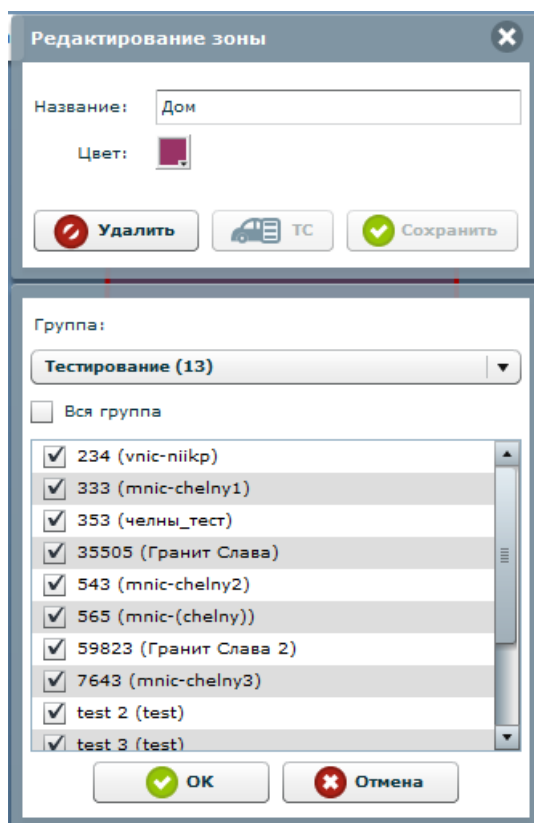 Редактирование зоны
Название: Дом
Цвет:
Удалить ТС Сохранить
Группа:
Тестирование (13)
Вся группа
234 (vnic-niikp)
333 (mnic-chelny1)
353 (челны_тест)
35505 (Гранит Слава)
543 (mnic-chelny2)
565 (mnic-(chelny))
59823 (Гранит Слава 2)
7643 (mnic-chelny3)
test 2 (test)
test 3 (test)
OK Отмена